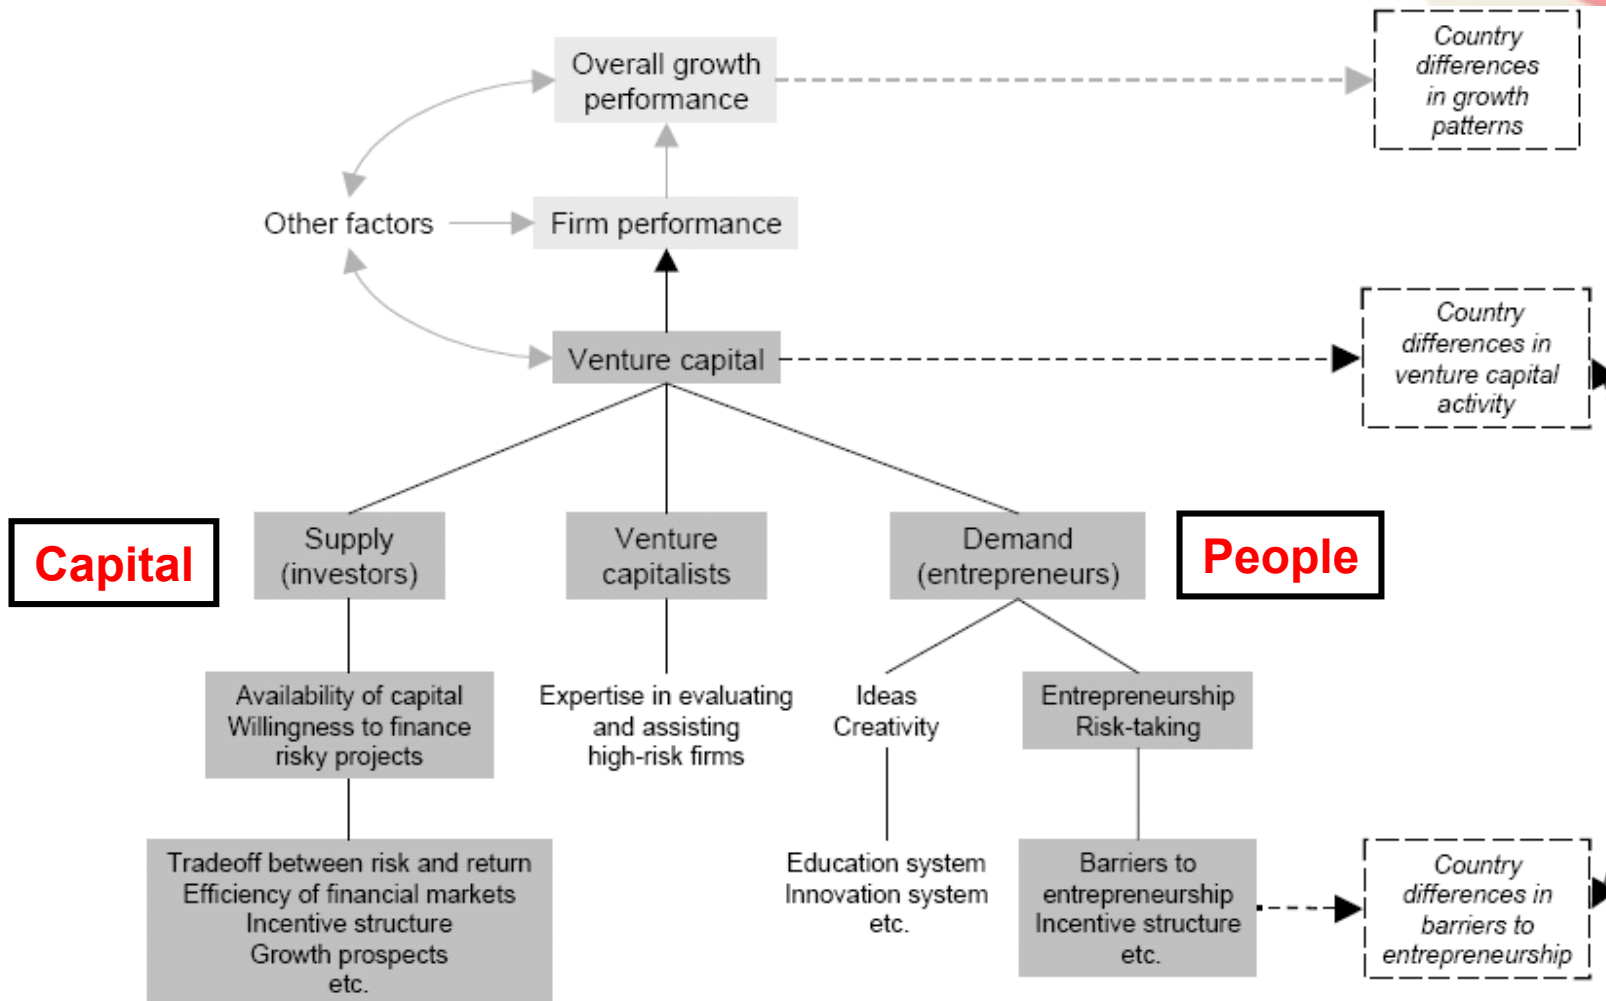 Overall growth
performance
Country
differences
in growth
patterns
Other factors
Firm performance
Venture capital
Country
differences in
venture capital
activity
Capital
Supply
(investors)
Venture
capitalists
Demand
(entrepreneurs)
People
Availability of capital
Willingness to finance
risky projects
Expertise in evaluating
and assisting
high-risk firms
Ideas
Creativity
Entrepreneurship
Risk-taking
Tradeoff between risk and return
Efficiency of financial markets
Incentive structure
Growth prospects
etc.
Education system
Innovation system
etc.
Barriers to
entrepreneurship
Incentive structure
etc.
Country
differences in
barriers to
entrepreneurship